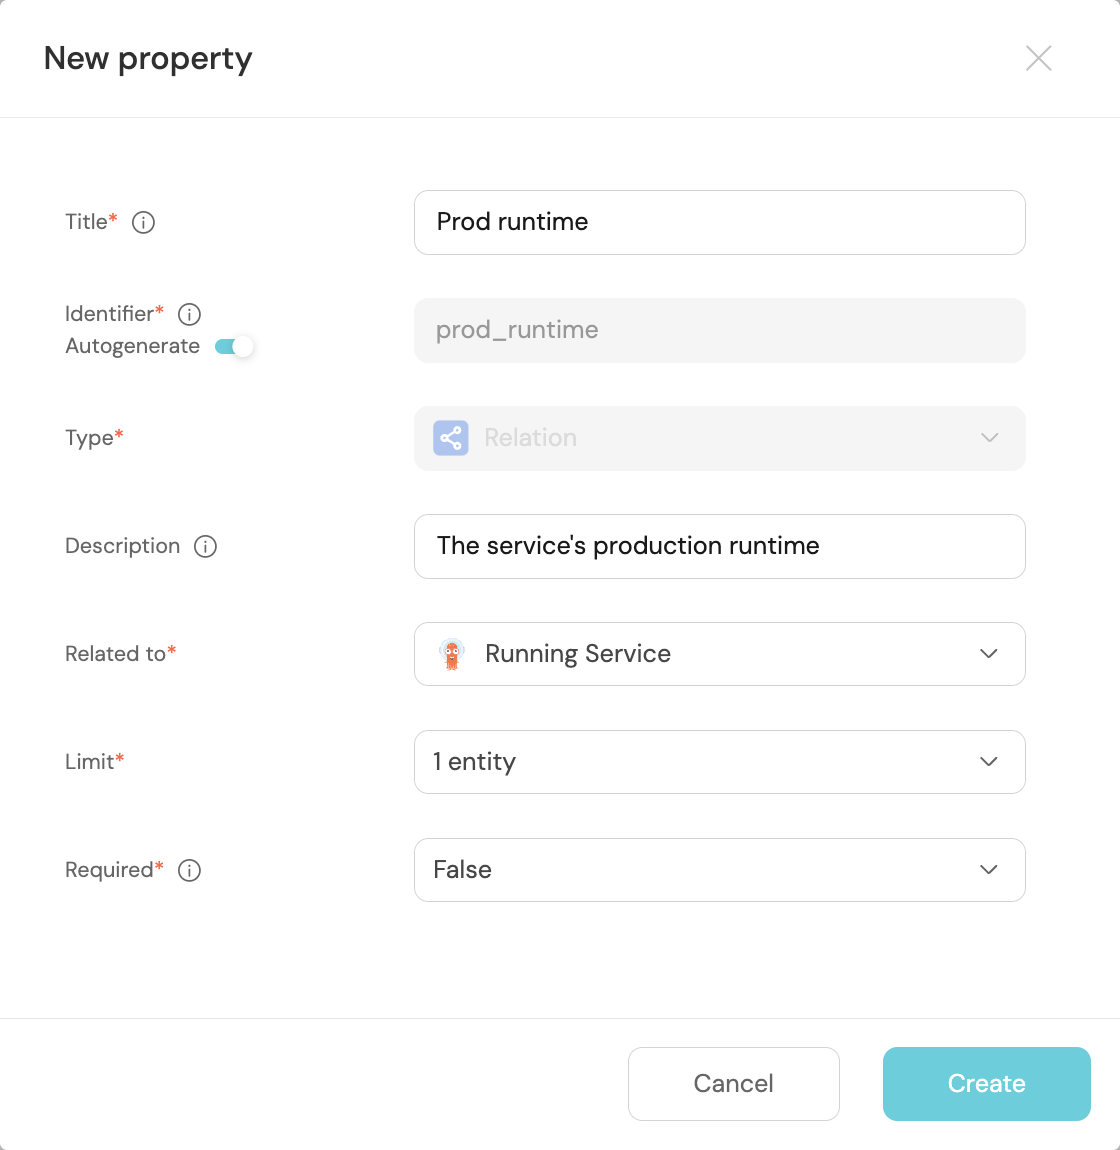 New property
Title*
Prod runtime
Identifier*
Autogenerate
prod_runtime
Type*
Relation
Description
The service's production runtime
Related to*
Running Service
Limit*
1 entity
Required*
False
Cancel
Create